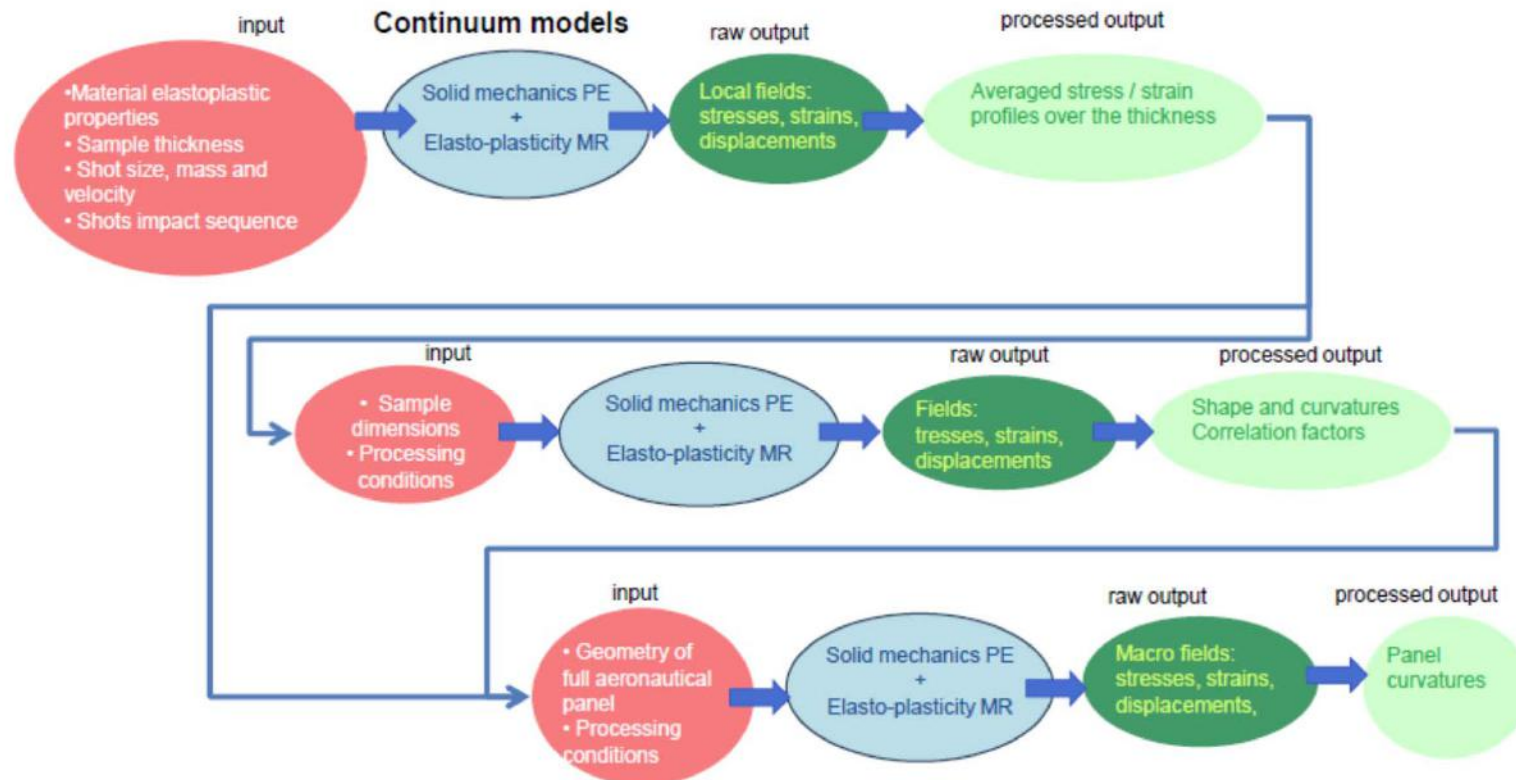 input
Continuum models
raw output
processed output
•Material elastoplastic
properties
• Sample thickness
• Shot size, mass and
velocity
• Shots impact sequence
Solid mechanics PE
+
Elasto-plasticity MR
Local fields:
stresses, strains,
displacements
Averaged stress / strain
profiles over the thickness
input
raw output
processed output
• Sample
dimensions
• Processing
conditions
Solid mechanics PE
+
Elasto-plasticity MR
Fields:
tresses, strains,
displacements
Shape and curvatures
Correlation factors
input
raw output
processed output
• Geometry of
full aeronautical
panel
• Processing
conditions
Solid mechanics PE
+
Elasto-plasticity MR
Macro fields:
stresses, strains,
displacements,
Panel
curvatures